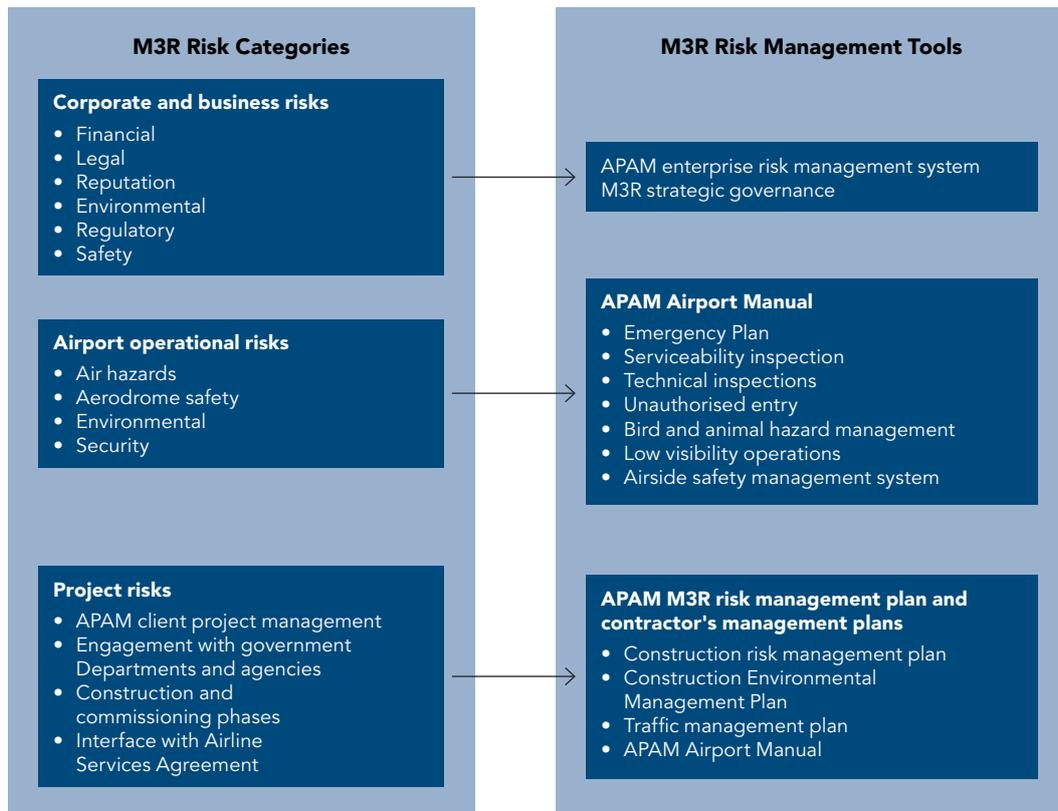 M3R Risk Categories
Corporate and business risks
• Financial
• Legal
• Reputation
• Environmental
• Regulatory
• Safety
Airport operational risks
• Air hazards
• Aerodrome safety
• Environmental
• Security
Project risks
• APAM client project management
• Engagement with government
Departments and agencies
• Construction and
commissioning phases
• Interface with Airline
Services Agreement
M3R Risk Management Tools
APAM enterprise risk management system
M3R strategic governance
APAM Airport Manual
• Emergency Plan
• Serviceability inspection
• Technical inspections
• Unauthorised entry
• Bird and animal hazard management
• Low visibility operations
• Airside safety management system
APAM M3R risk management plan and
contractor's management plans
• Construction risk management plan
• Construction Environmental
Management Plan
• Traffic management plan
• APAM Airport Manual